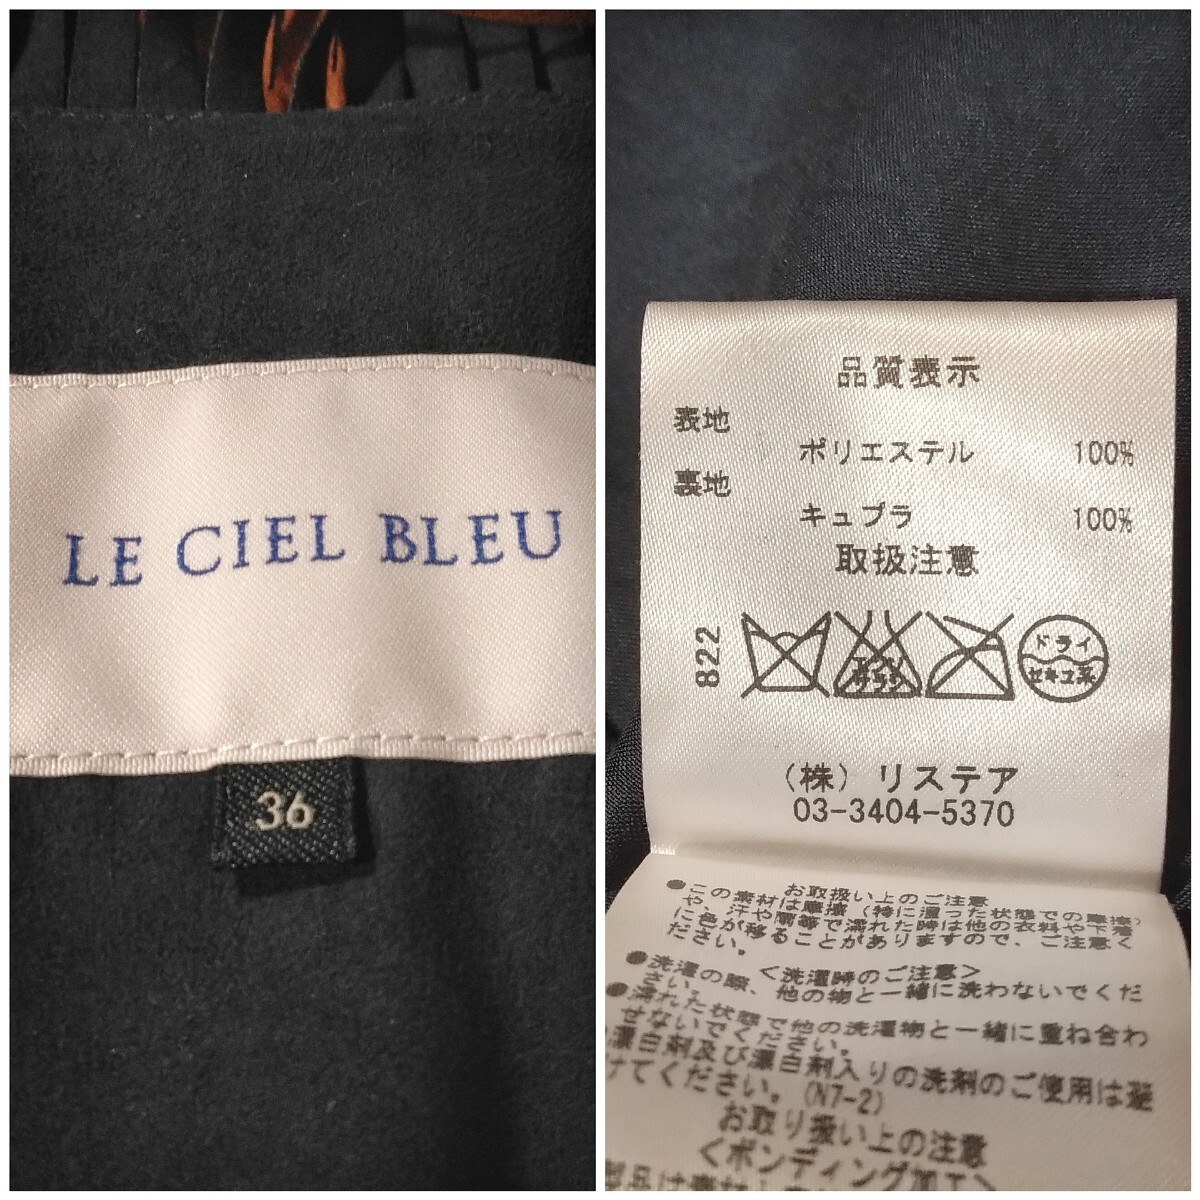 LE CIEL BLEU
36
品質表示
表地
ポリエステル 100%
裏地
キュプラ 100%
取扱注意
822
エンソ
サラシ
ドライ
セキユ系
(株) リステア
03-3404-5370
お取扱い上のご注意
●この素材は摩擦(特に湿った状態での摩擦)
や、汗や雨等で濡れた時は他の衣料や下着
に色が移ることがありますので、ご注意く
ださい。
<洗濯時のご注意>
●洗濯の際、他の物と一緒に洗わないでくだ
さい。
●濡れた状態で他の洗濯物と一緒に重ね合わ
せないでください。
漂白剤及び漂白剤入りの洗剤のご使用は避
けてください。(N7-2)
お取り扱い上の注意
<ボンディング加工>